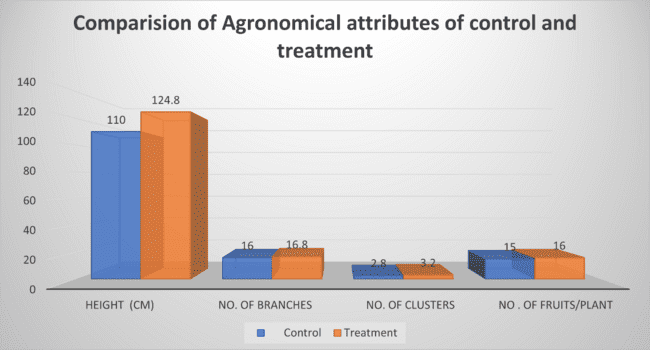 Comparision of Agronomical attributes of control and
treatment
140
120
100
80
60
40
20
0
110
124.8
16
16.8
2.8
3.2
15
16
HEIGHT (CM)
NO. OF BRANCHES
NO. OF CLUSTERS
NO . OF FRUITS/PLANT
Control
Treatment